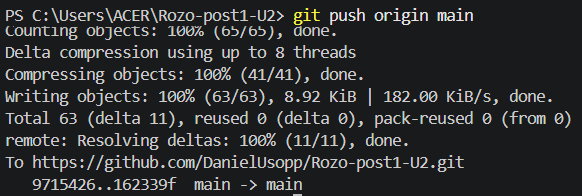 PS C:\Users\ACER\Rozo-post1-U2> git push origin main
Counting objects: 100% (65/65), done.
Delta compression using up to 8 threads
Compressing objects: 100% (41/41), done.
Writing objects: 100% (63/63), 8.92 KiB | 182.00 KiB/s, done.
Total 63 (delta 11), reused 0 (delta 0), pack-reused 0 (from 0)
remote: Resolving deltas: 100% (11/11), done.
To https://github.com/DanielUsopp/Rozo-post1-U2.git
   9715426..162339f  main -> main